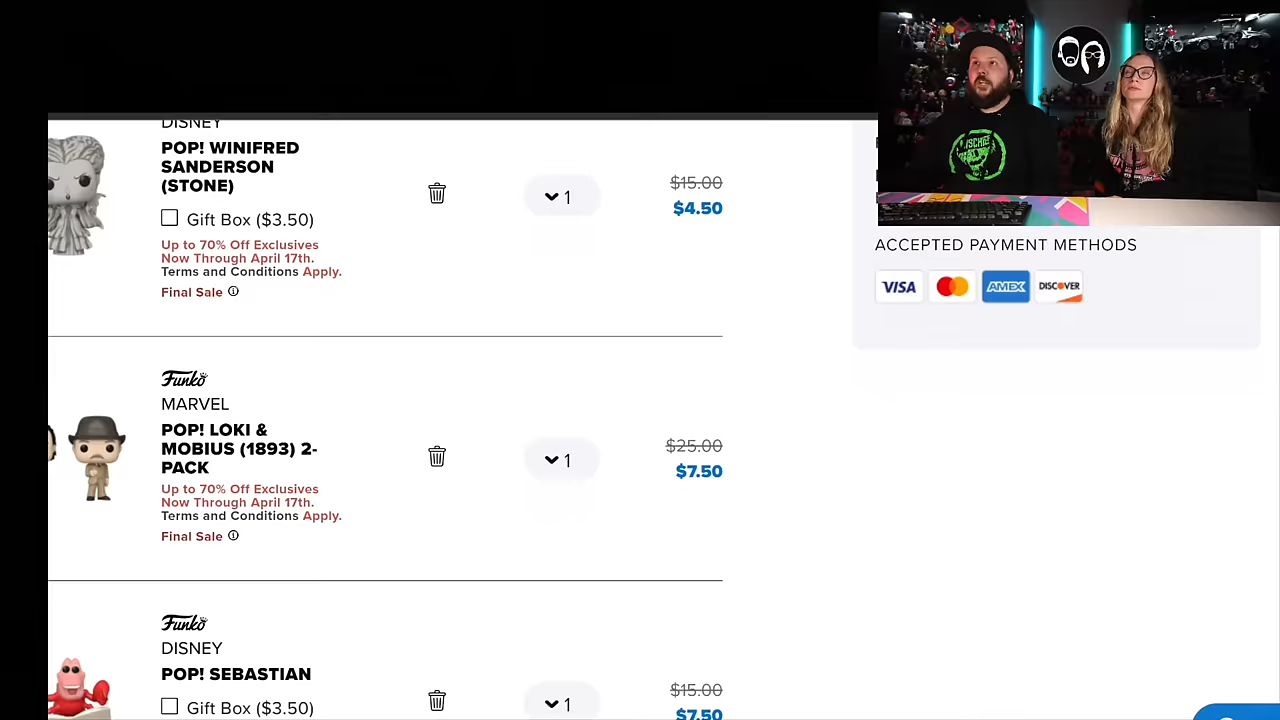 DISNEY
POP! WINIFRED
SANDERSON
(STONE)
Gift Box ($3.50)
Up to 70% Off Exclusives
Now Through April 17th.
Terms and Conditions Apply.
Final Sale
1
$15.00
$4.50
Funko
MARVEL
POP! LOKI &
MOBIUS (1893) 2-
PACK
Up to 70% Off Exclusives
Now Through April 17th.
Terms and Conditions Apply.
Final Sale
1
$25.00
$7.50
Funko
DISNEY
POP! SEBASTIAN
Gift Box ($3.50)
1
$15.00
$7.50
ACCEPTED PAYMENT METHODS
VISA
AMEX
DISCOVER